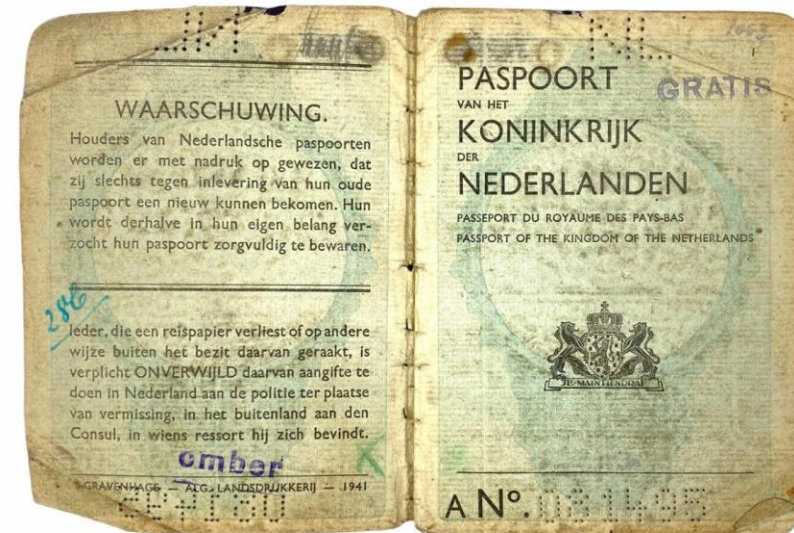 WAARSCHUWING.
Houders van Nederlandsche paspoorten
worden er met nadruk op gewezen, dat
zij slechts tegen inlevering van hun oude
paspoort een nieuw kunnen bekomen. Hun
wordt derhalve in hun eigen belang ver-
zocht hun paspoort zorgvuldig te bewaren.
286
Ieder, die een reispapier verliest of op andere
wijze buiten het bezit daarvan geraakt, is
verplicht ONVERWIJLD daarvan aangifte te
doen in Nederland aan de politie ter plaatse
van vermissing, in het buitenland aan den
Consul, in wiens ressort hij zich bevindt.
ember
K
'S-GRAVENHAGE — ALG. LANDSDRUKKERIJ — 1941
NL
PASPOORT
GRATIS
VAN HET
KONINKRIJK
DER
NEDERLANDEN
PASSEPORT DU ROYAUME DES PAYS-BAS
PASSPORT OF THE KINGDOM OF THE NETHERLANDS
JE MAINTIENDRAI
A Nº.